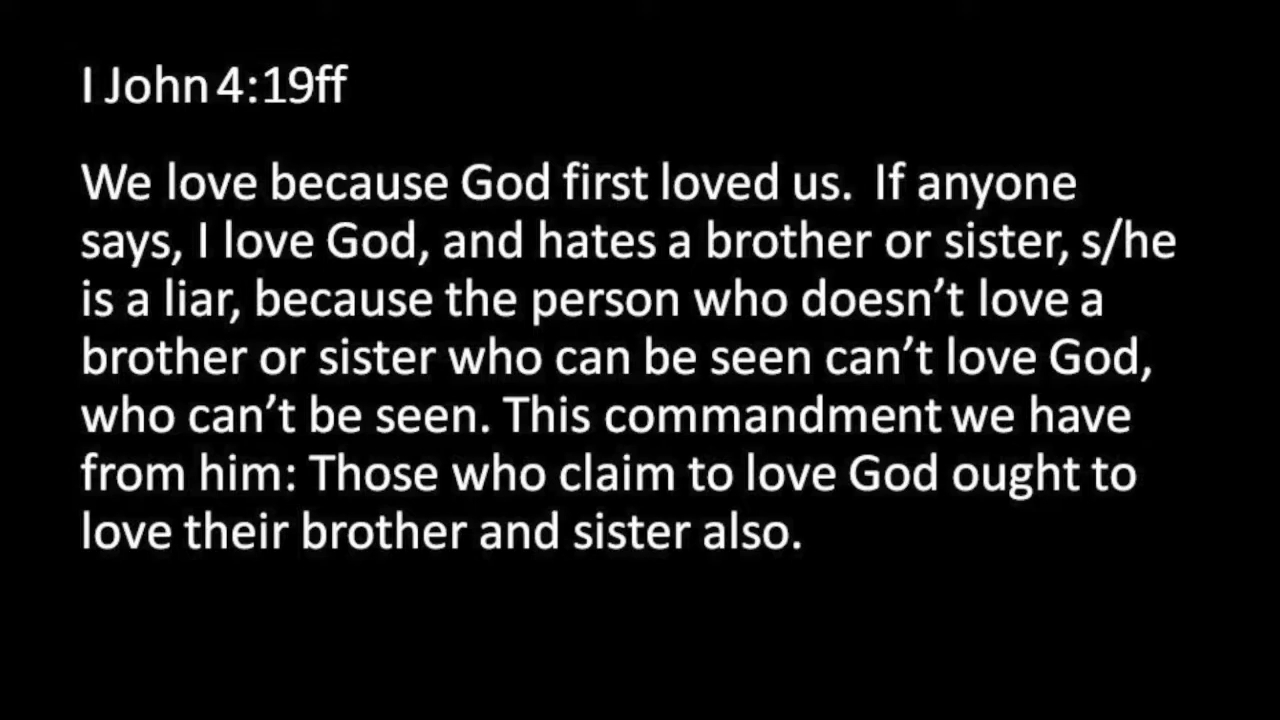 I John 4:19ff
We love because God first loved us.  If anyone
says, I love God, and hates a brother or sister, s/he
is a liar, because the person who doesn’t love a
brother or sister who can be seen can’t love God,
who can’t be seen. This commandment we have
from him: Those who claim to love God ought to
love their brother and sister also.